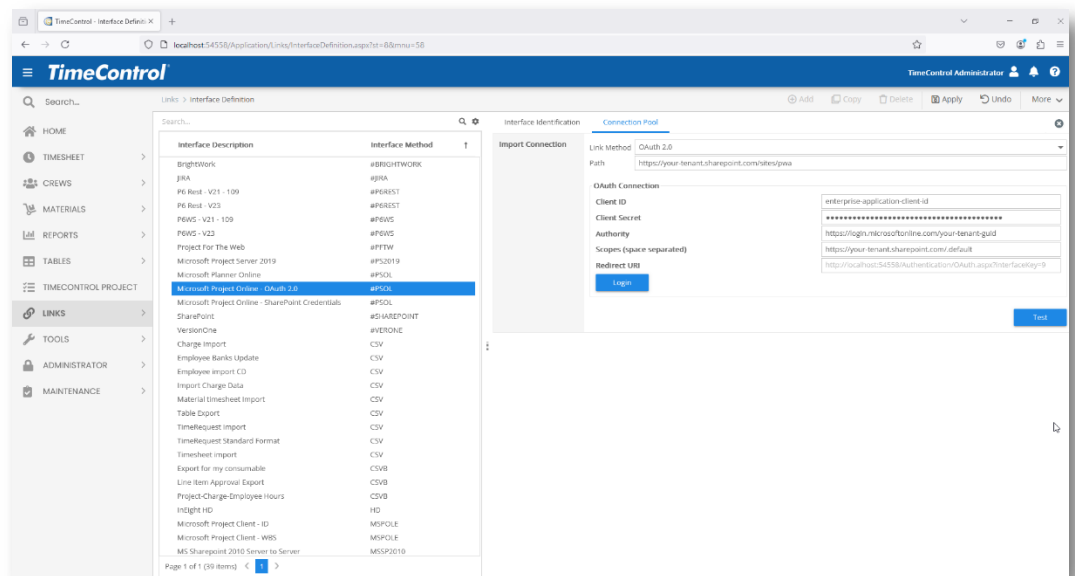 TimeControl - Interface Definiti
localhost:54558/Application/Links/InterfaceDefinition.aspx?st=8&mnu=58
TimeControl
TimeControl Administrator
Search...
HOME
TIMESHEET
CREWS
MATERIALS
REPORTS
TABLES
TIMECONTROL PROJECT
LINKS
TOOLS
ADMINISTRATOR
MAINTENANCE
Links > Interface Definition
Add Copy Delete Apply Undo More
Search...
Interface Description Interface Method
BrightWork #BRIGHTWORK
JIRA #JIRA
P6 Rest - V21 - 109 #P6REST
P6 Rest - V23 #P6REST
P6WS - V21 - 109 #P6WS
P6WS - V23 #P6WS
Project For The Web #PFTW
Microsoft Project Server 2019 #PS2019
Microsoft Planner Online #PSOL
Microsoft Project Online - OAuth 2.0 #PSOL
Microsoft Project Online - SharePoint Credentials #PSOL
SharePoint #SHAREPOINT
VersionOne #VERONE
Charge Import CSV
Employee Banks Update CSV
Employee Import CD CSV
Import Charge Data CSV
Material timesheet Import CSV
Table Export CSV
TimeRequest Import CSV
TimeRequest Standard Format CSV
Timesheet import CSV
Export for my consumable CSVB
Line Item Approval Export CSVB
Project-Charge-Employee Hours CSVB
InEight HD HD
Microsoft Project Client - ID MSPOLE
Microsoft Project Client - WBS MSPOLE
MS Sharepoint 2010 Server to Server MSSP2010
Page 1 of 1 (39 items) 1
Interface Identification Connection Pool
Import Connection
Link Method OAuth 2.0
Path https://your-tenant.sharepoint.com/sites/pwa
OAuth Connection
Client ID enterprise-application-client-id
Client Secret
Authority https://login.microsoftonline.com/your-tenant-guid
Scopes (space separated) https://your-tenant.sharepoint.com/.default
Redirect URI http://localhost:54558/Authentication/OAuth.aspx?InterfaceKey=8
Login
Test